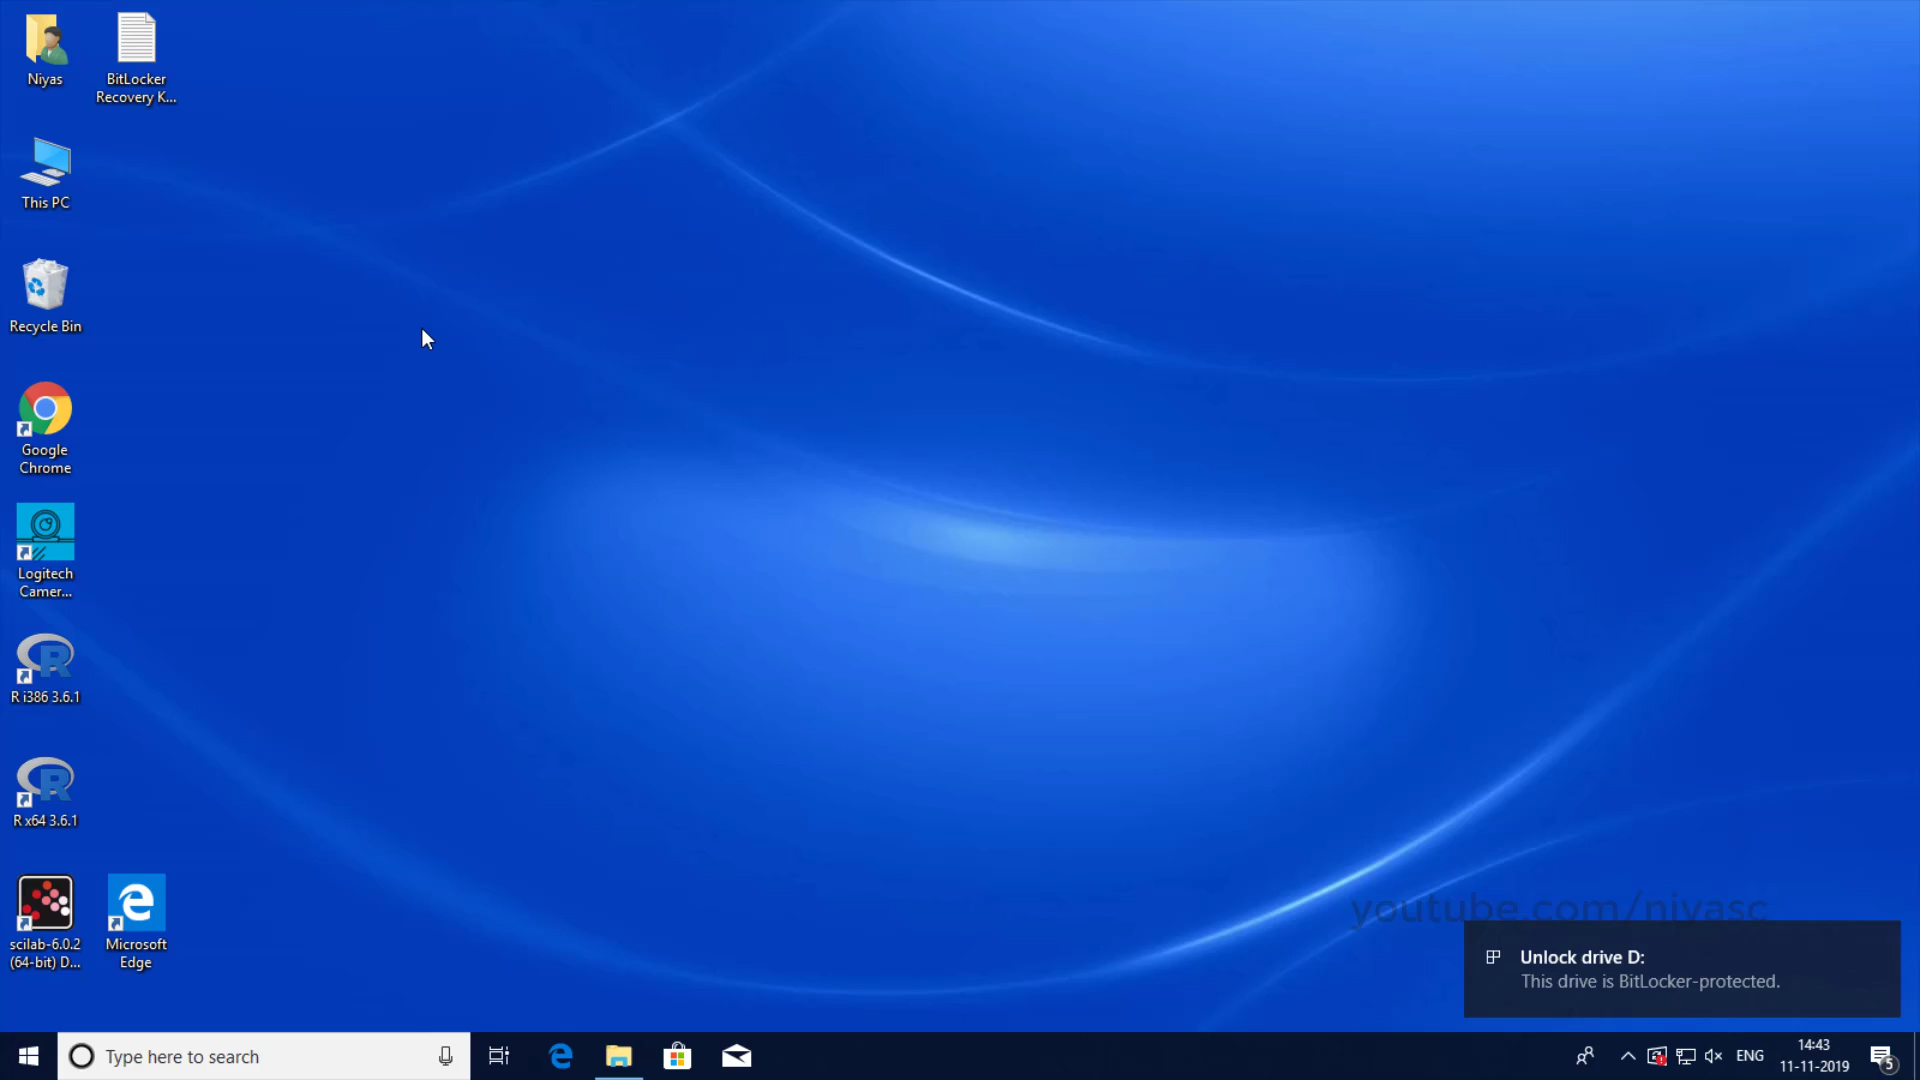 Niyas
BitLocker
Recovery K...
This PC
Recycle Bin
Google
Chrome
Logitech
Camer...
R i386 3.6.1
R x64 3.6.1
scilab-6.0.2
(64-bit) D...
Microsoft
Edge
youtube.com/niyasc
Unlock drive D:
This drive is BitLocker-protected.
Type here to search
ENG
14:43
11-11-2019
5